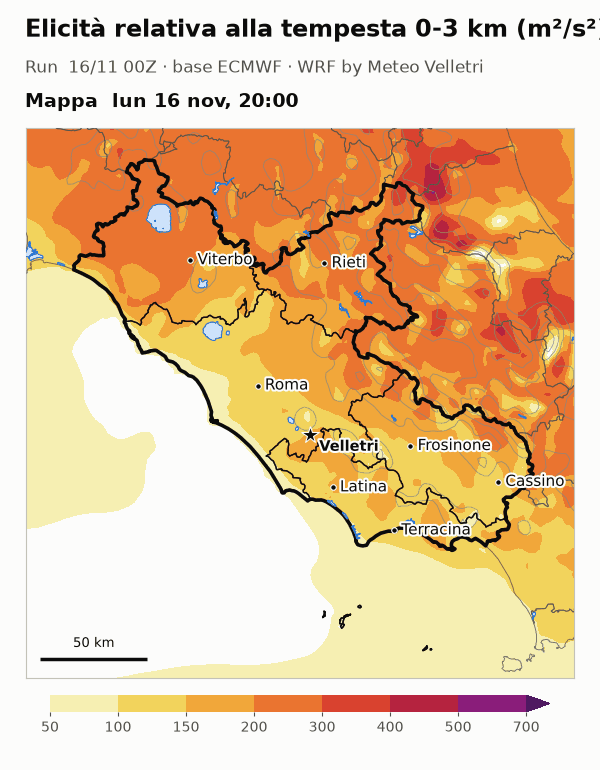 Elicità relativa alla tempesta 0-3 km (m²/s²)
Run 16/11 00Z · base ECMWF · WRF by Meteo Velletri
Mappa lun 16 nov, 20:00
Viterbo
Rieti
Roma
Velletri
Frosinone
Cassino
Latina
Terracina
50 km
50 100 150 200 300 400 500 700